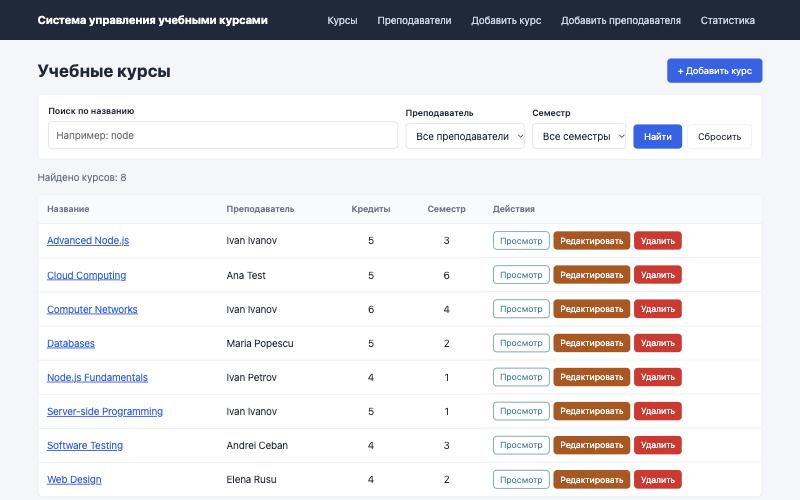 Система управления учебными курсами Курсы Преподаватели Добавить курс Добавить преподавателя Статистика
Учебные курсы + Добавить курс
Поиск по названию Преподаватель Семестр
Например: node Все преподаватели Все семестры Найти Сбросить
Найдено курсов: 8
Название Преподаватель Кредиты Семестр Действия
Advanced Node.js Ivan Ivanov 5 3 Просмотр Редактировать Удалить
Cloud Computing Ana Test 5 6 Просмотр Редактировать Удалить
Computer Networks Ivan Ivanov 6 4 Просмотр Редактировать Удалить
Databases Maria Popescu 5 2 Просмотр Редактировать Удалить
Node.js Fundamentals Ivan Petrov 4 1 Просмотр Редактировать Удалить
Server-side Programming Ivan Ivanov 5 1 Просмотр Редактировать Удалить
Software Testing Andrei Ceban 4 3 Просмотр Редактировать Удалить
Web Design Elena Rusu 4 2 Просмотр Редактировать Удалить